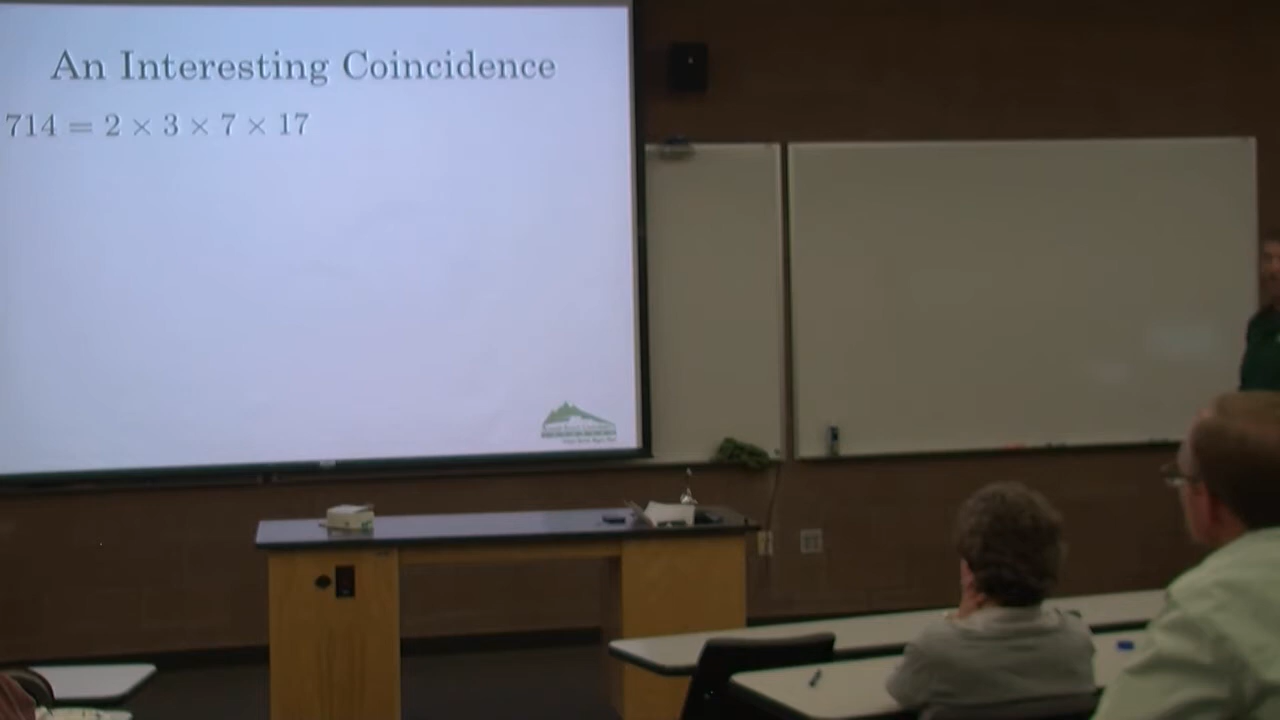 An Interesting Coincidence
714 = 2 × 3 × 7 × 17